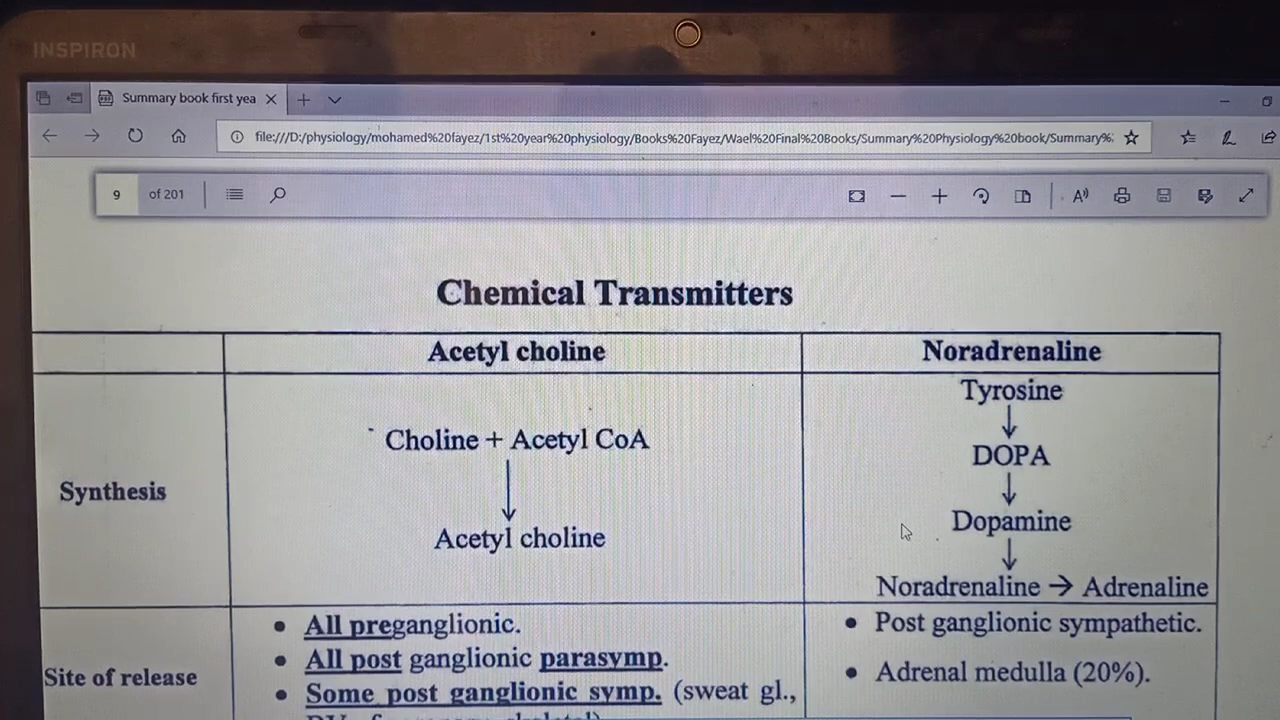 INSPIRON
Summary book first yea
file:///D:/physiology/mohamed%20fayez/1st%20year%20physiology/Books%20Fayez/Wael%20Final%20Books/Summary%20Physiology%20book/Summary%
9 of 201
Chemical Transmitters
Acetyl choline
Noradrenaline
Synthesis
Choline + Acetyl CoA
↓
Acetyl choline
Tyrosine
↓
DOPA
↓
Dopamine
↓
Noradrenaline → Adrenaline
Site of release
• All preganglionic.
• All post ganglionic parasymp.
• Some post ganglionic symp. (sweat gl.,
• Post ganglionic sympathetic.
• Adrenal medulla (20%).